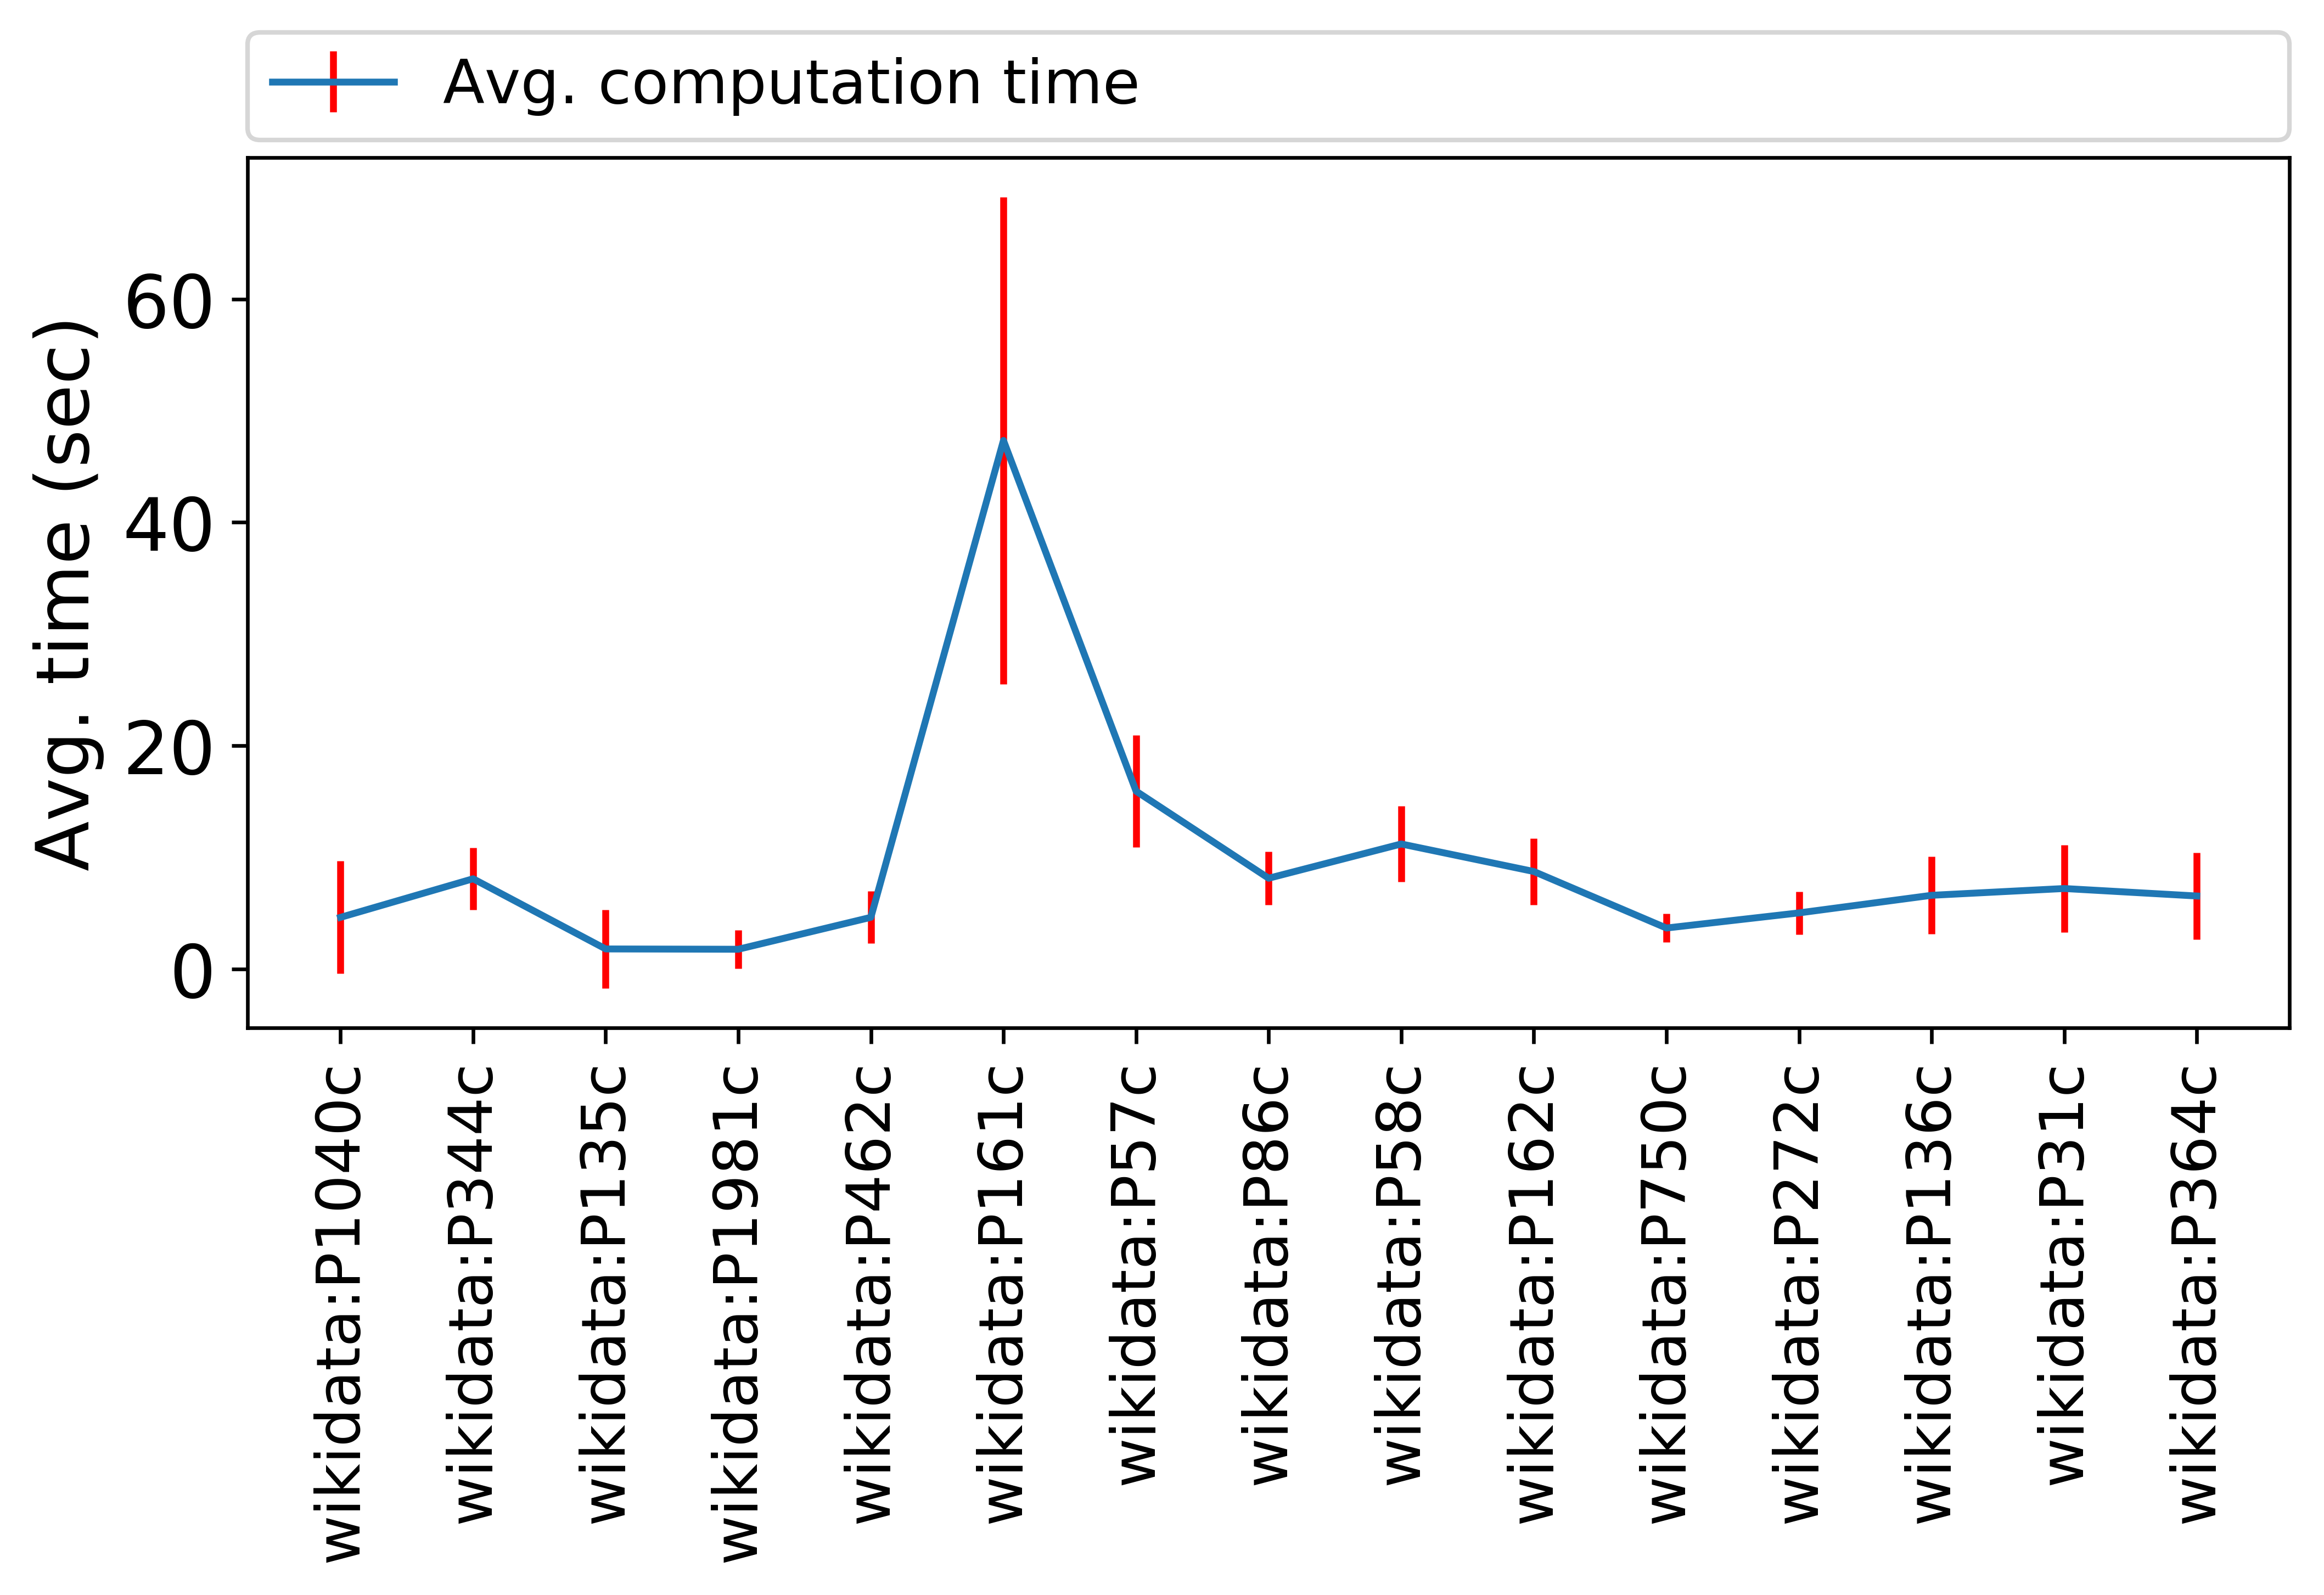 Avg. computation time
Avg. time (sec)
60
40
20
0
wikidata:P1040c
wikidata:P344c
wikidata:P135c
wikidata:P1981c
wikidata:P462c
wikidata:P161c
wikidata:P57c
wikidata:P86c
wikidata:P58c
wikidata:P162c
wikidata:P750c
wikidata:P272c
wikidata:P136c
wikidata:P31c
wikidata:P364c